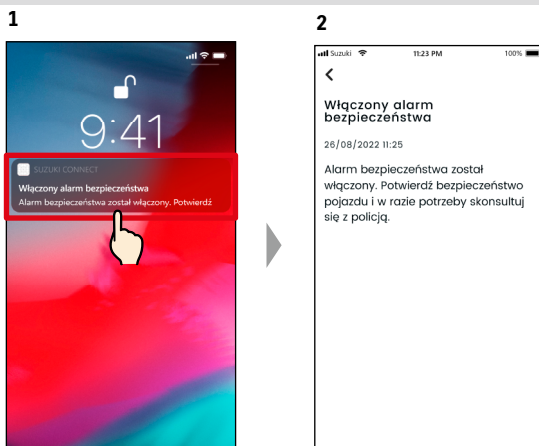 1
9:41
SUZUKI CONNECT
Włączony alarm bezpieczeństwa
Alarm bezpieczeństwa został włączony. Potwierdź
2
Suzuki 11:23 PM 100%
Włączony alarm
bezpieczeństwa
26/08/2022 11:25
Alarm bezpieczeństwa został
włączony. Potwierdź bezpieczeństwo
pojazdu i w razie potrzeby skonsultuj
się z policją.